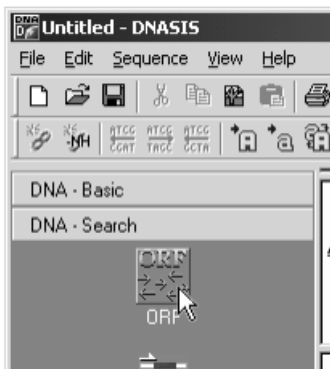 DNA Untitled - DNASIS
File Edit Sequence View Help
ATCG ATCG ATCG
CGAT TAGC GCTA
DNA - Basic
DNA - Search
ORF
ORF